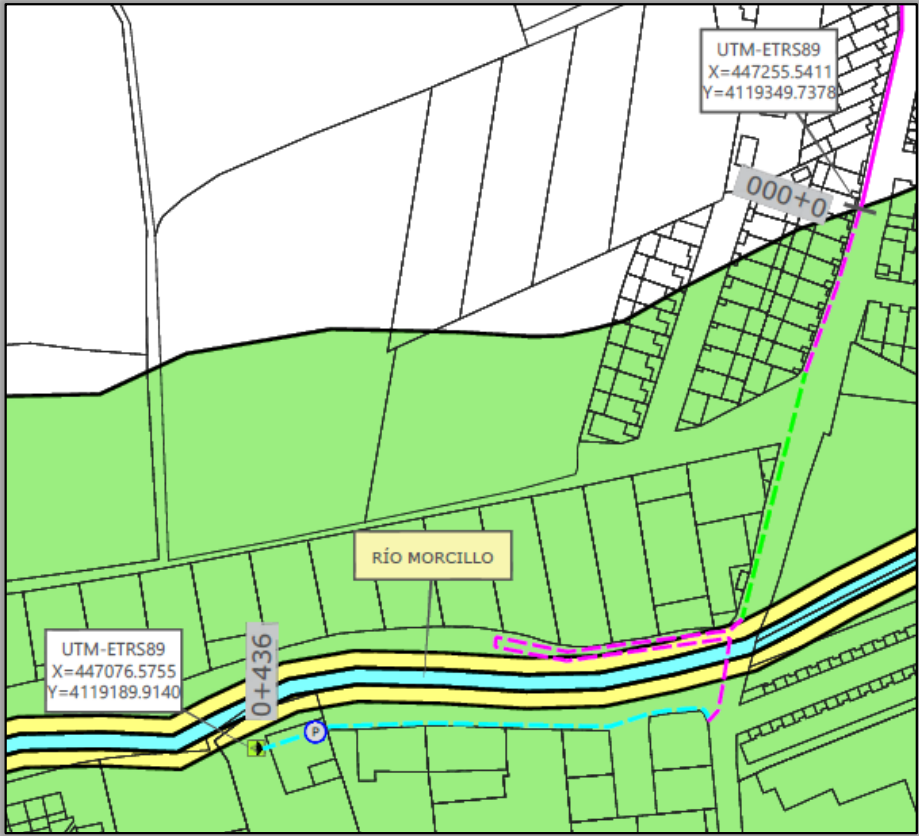 UTM-ETRS89
X=447255.5411
Y=4119349.7378
0+000
RÍO MORCILLO
UTM-ETRS89
X=447076.5755
Y=4119189.9140
0+436
P